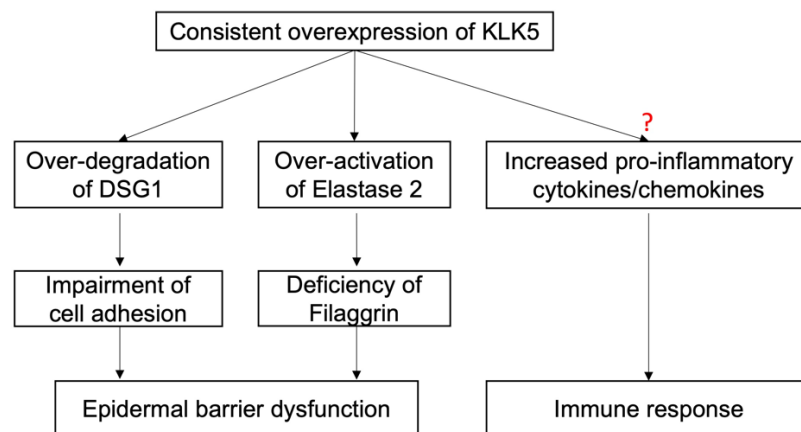 Consistent overexpression of KLK5
?
Over-degradation
of DSG1
Over-activation
of Elastase 2
Increased pro-inflammatory
cytokines/chemokines
Impairment of
cell adhesion
Deficiency of
Filaggrin
Epidermal barrier dysfunction
Immune response